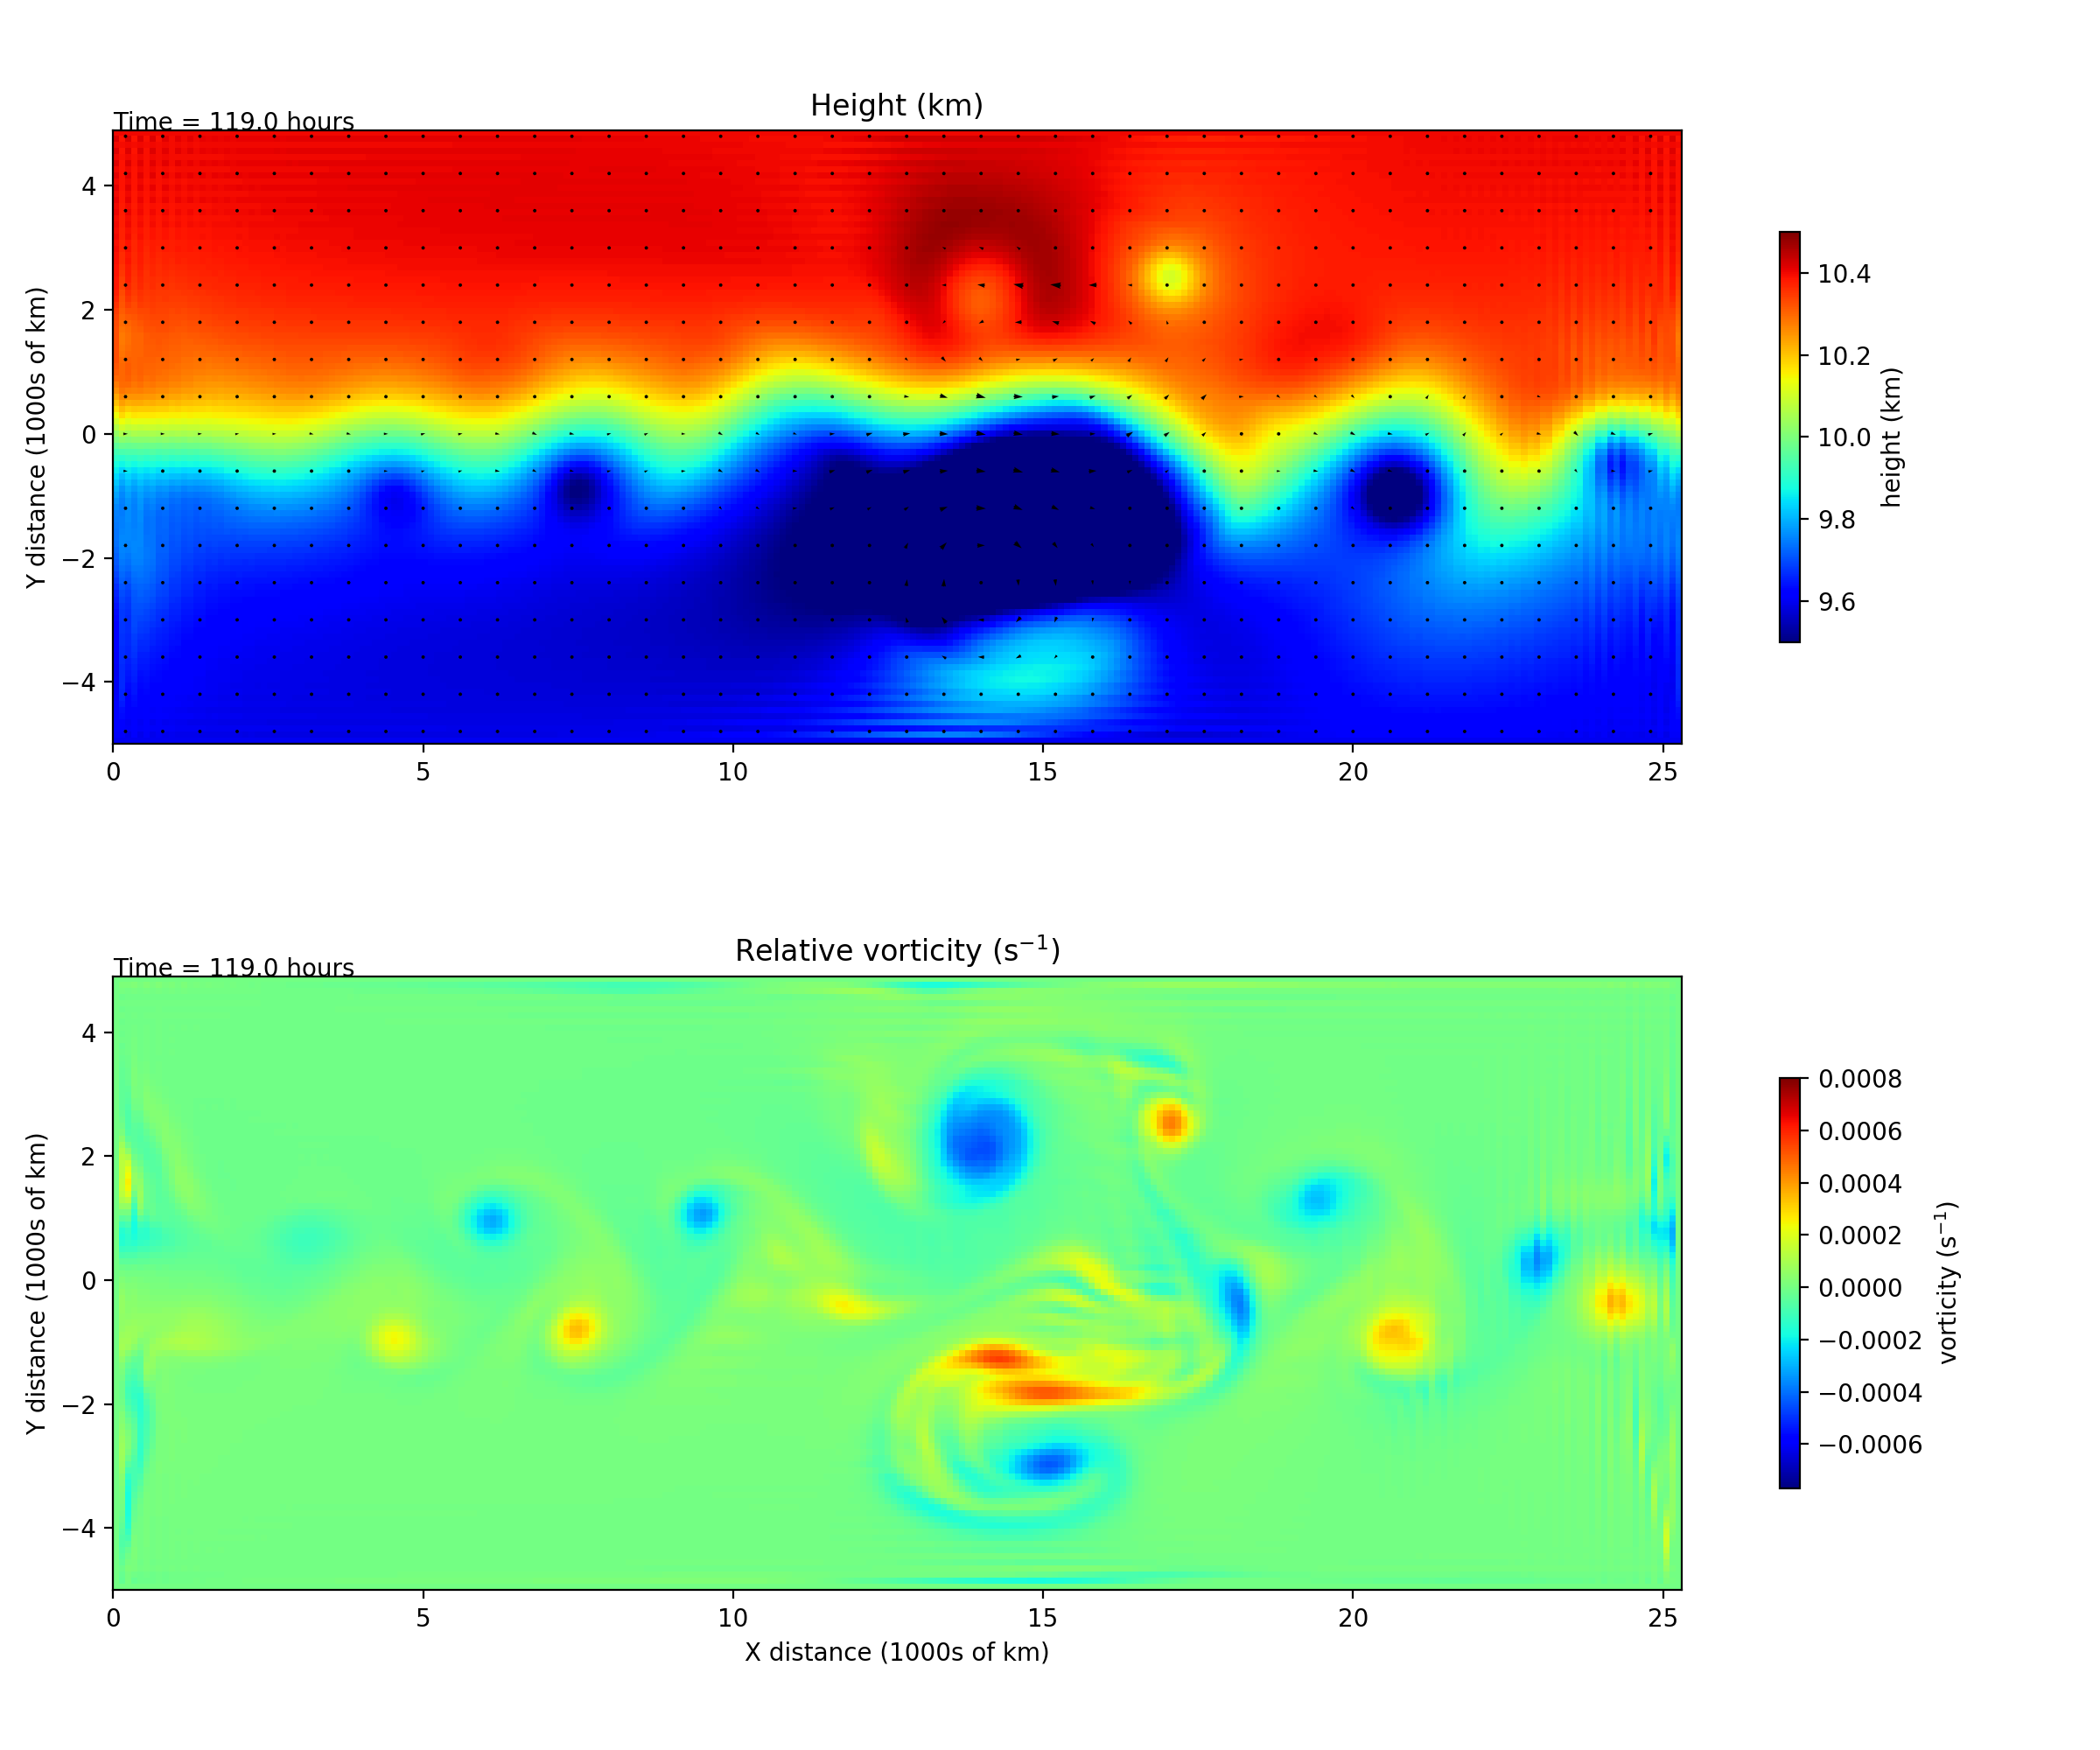 Height (km)
Time = 119.0 hours
Y distance (1000s of km)
4
2
0
−2
−4
0 5 10 15 20 25
10.4
10.2
10.0
9.8
9.6
height (km)
Relative vorticity (s⁻¹)
Time = 119.0 hours
Y distance (1000s of km)
4
2
0
−2
−4
0 5 10 15 20 25
X distance (1000s of km)
0.0008
0.0006
0.0004
0.0002
0.0000
−0.0002
−0.0004
−0.0006
vorticity (s⁻¹)